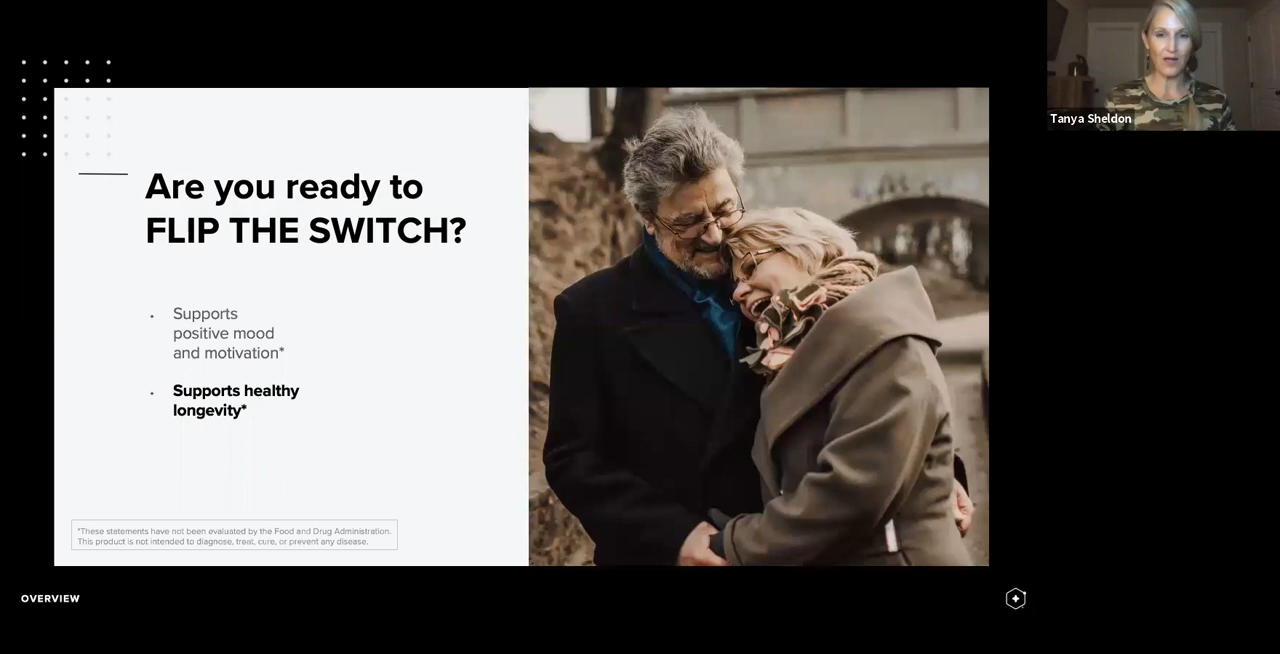 Are you ready to
FLIP THE SWITCH?
Supports
positive mood
and motivation*
Supports healthy
longevity*
*These statements have not been evaluated by the Food and Drug Administration.
This product is not intended to diagnose, treat, cure, or prevent any disease.
OVERVIEW
Tanya Sheldon